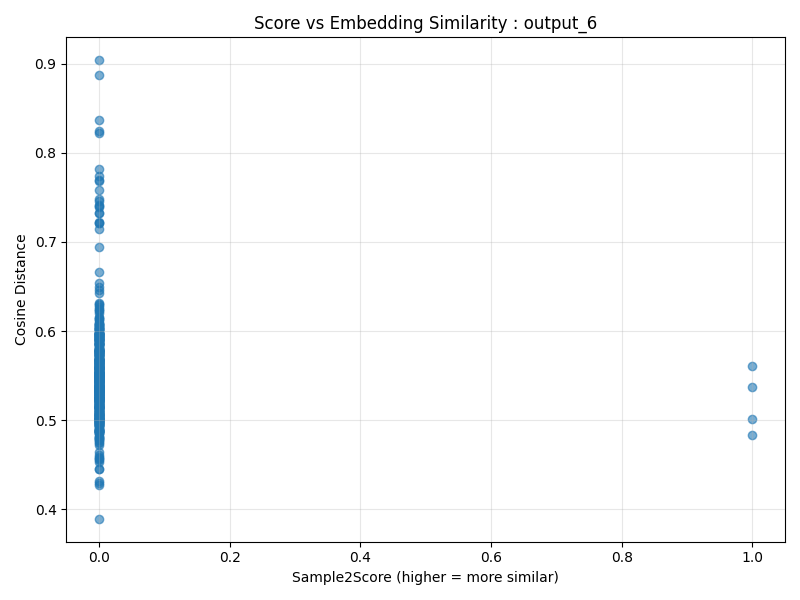 Score vs Embedding Similarity : output_6
Cosine Distance
0.9
0.8
0.7
0.6
0.5
0.4
0.0 0.2 0.4 0.6 0.8 1.0
Sample2Score (higher = more similar)